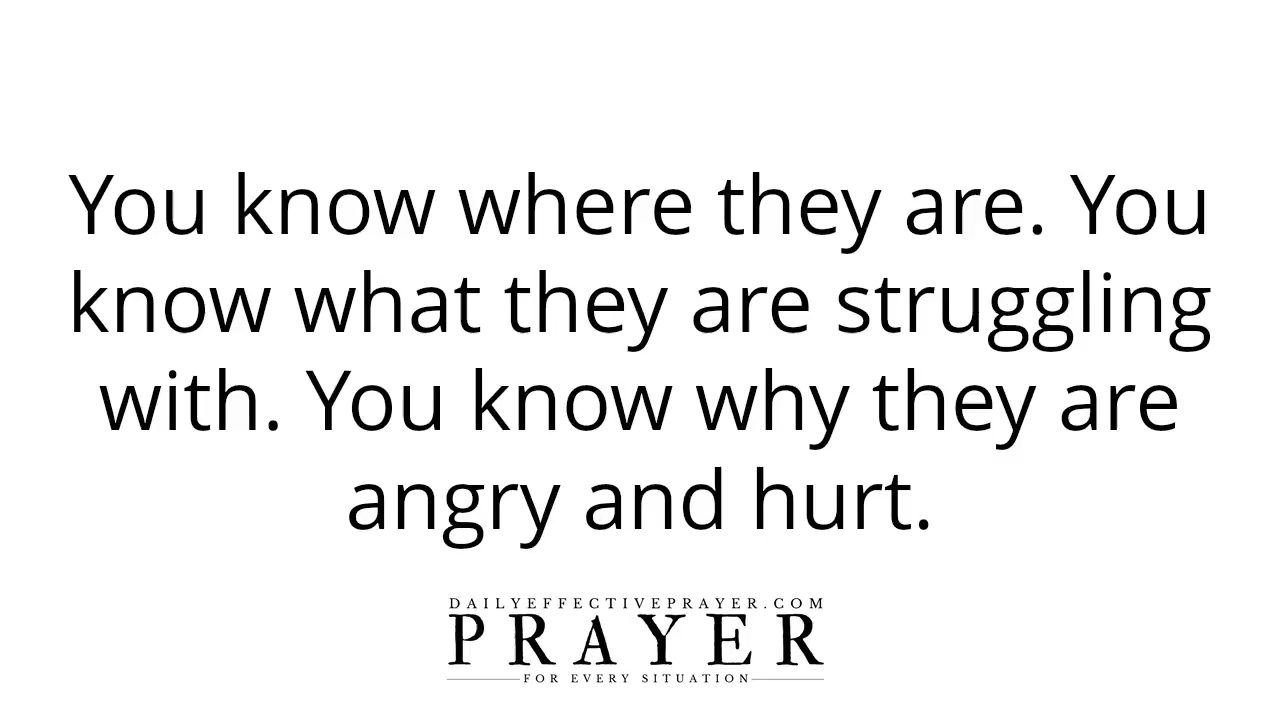 You know where they are. You
know what they are struggling
with. You know why they are
angry and hurt.
DAILYEFFECTIVEPRAYER.COM
PRAYER
FOR EVERY SITUATION